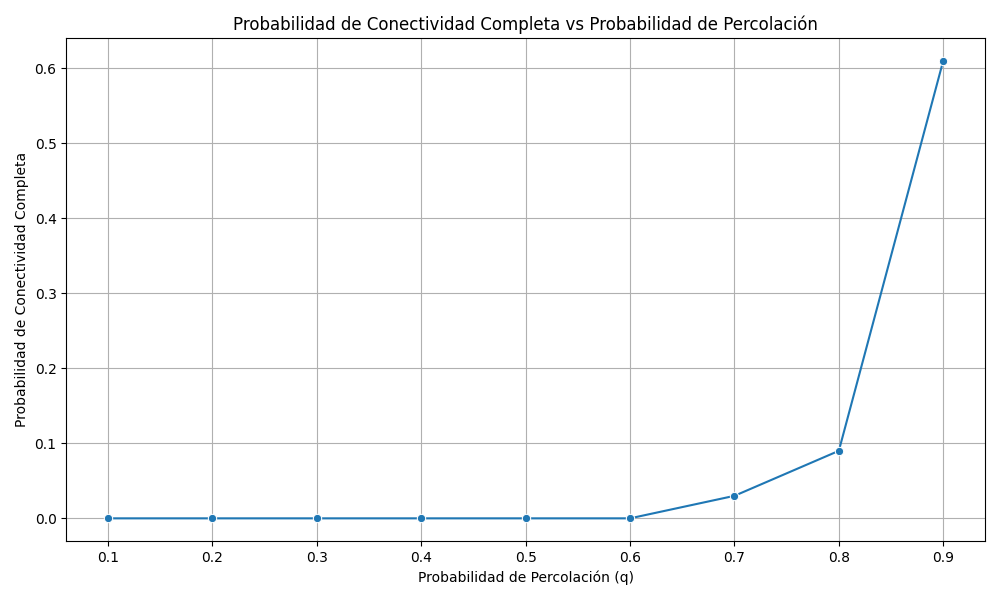 Probabilidad de Conectividad Completa vs Probabilidad de Percolación
Probabilidad de Conectividad Completa
0.6
0.5
0.4
0.3
0.2
0.1
0.0
0.1 0.2 0.3 0.4 0.5 0.6 0.7 0.8 0.9
Probabilidad de Percolación (q)